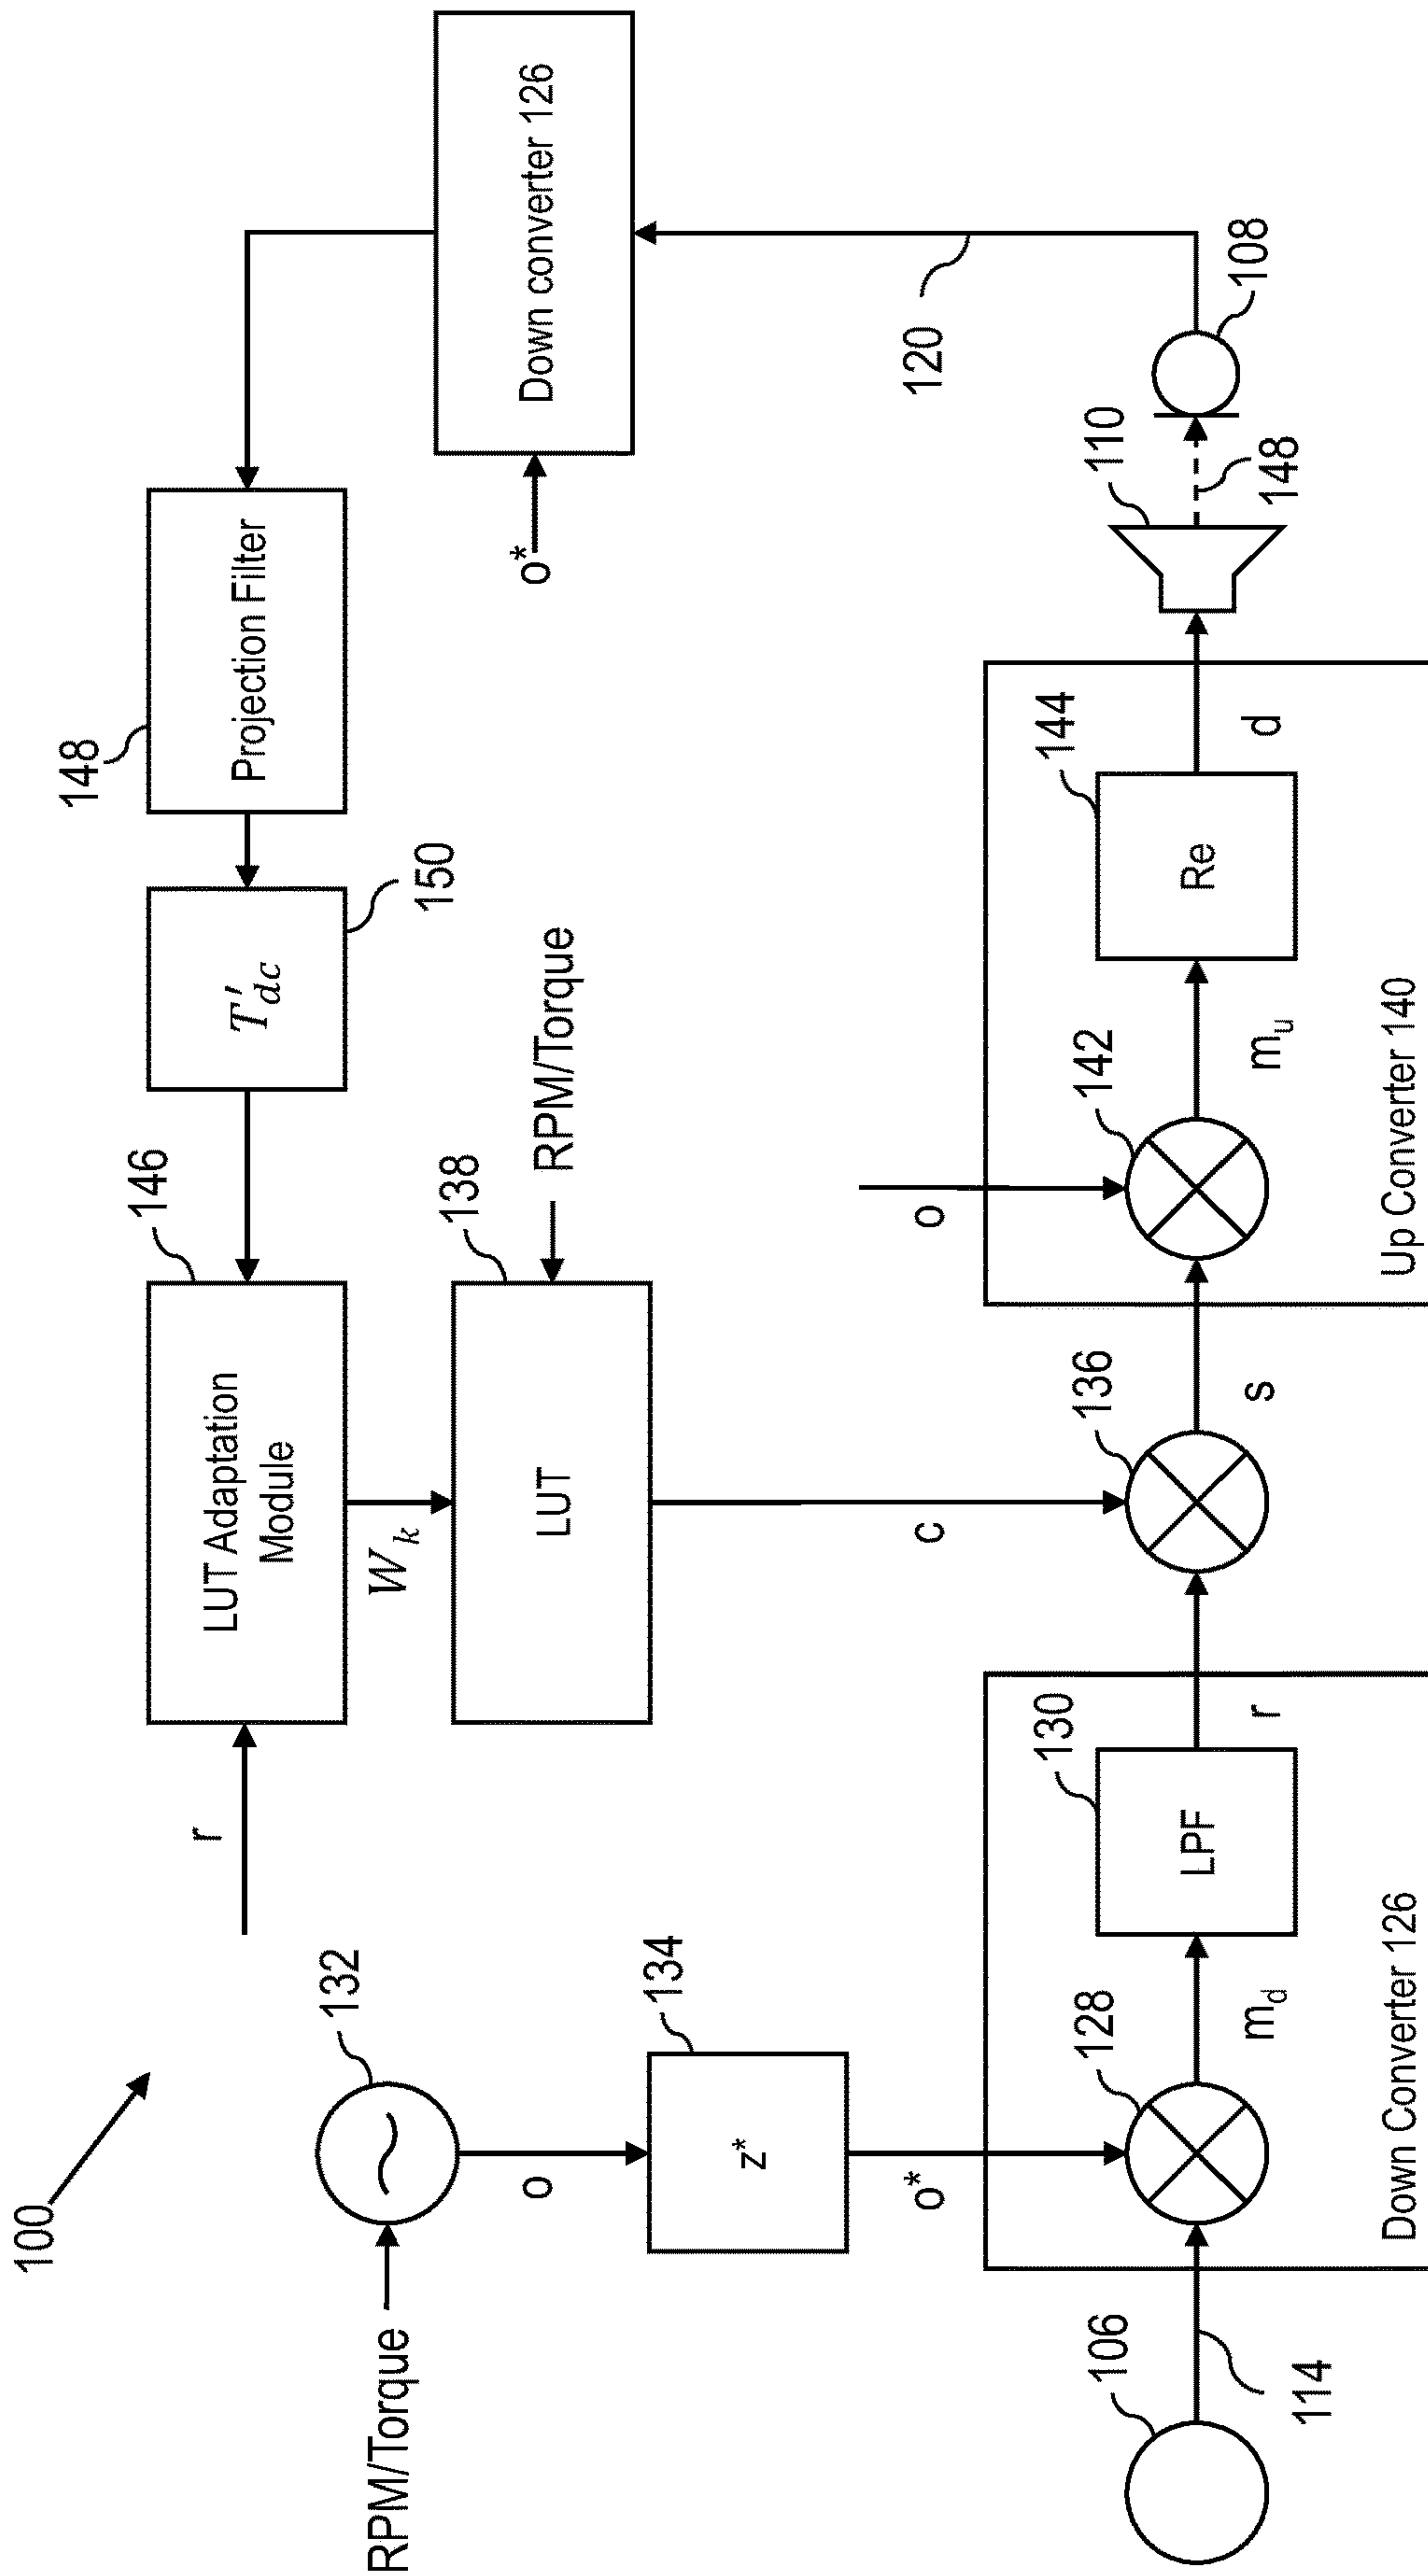 100
RPM/Torque
132
o
134
z*
o*
106
114
128
m_d
LPF
130
r
Down Converter 126
r
LUT Adaptation
Module
146
W_k
LUT
138
RPM/Torque
c
136
s
o
142
m_u
Re
144
d
Up Converter 140
110
148
108
120
Down converter 126
o*
Projection Filter
148
T'_dc
150